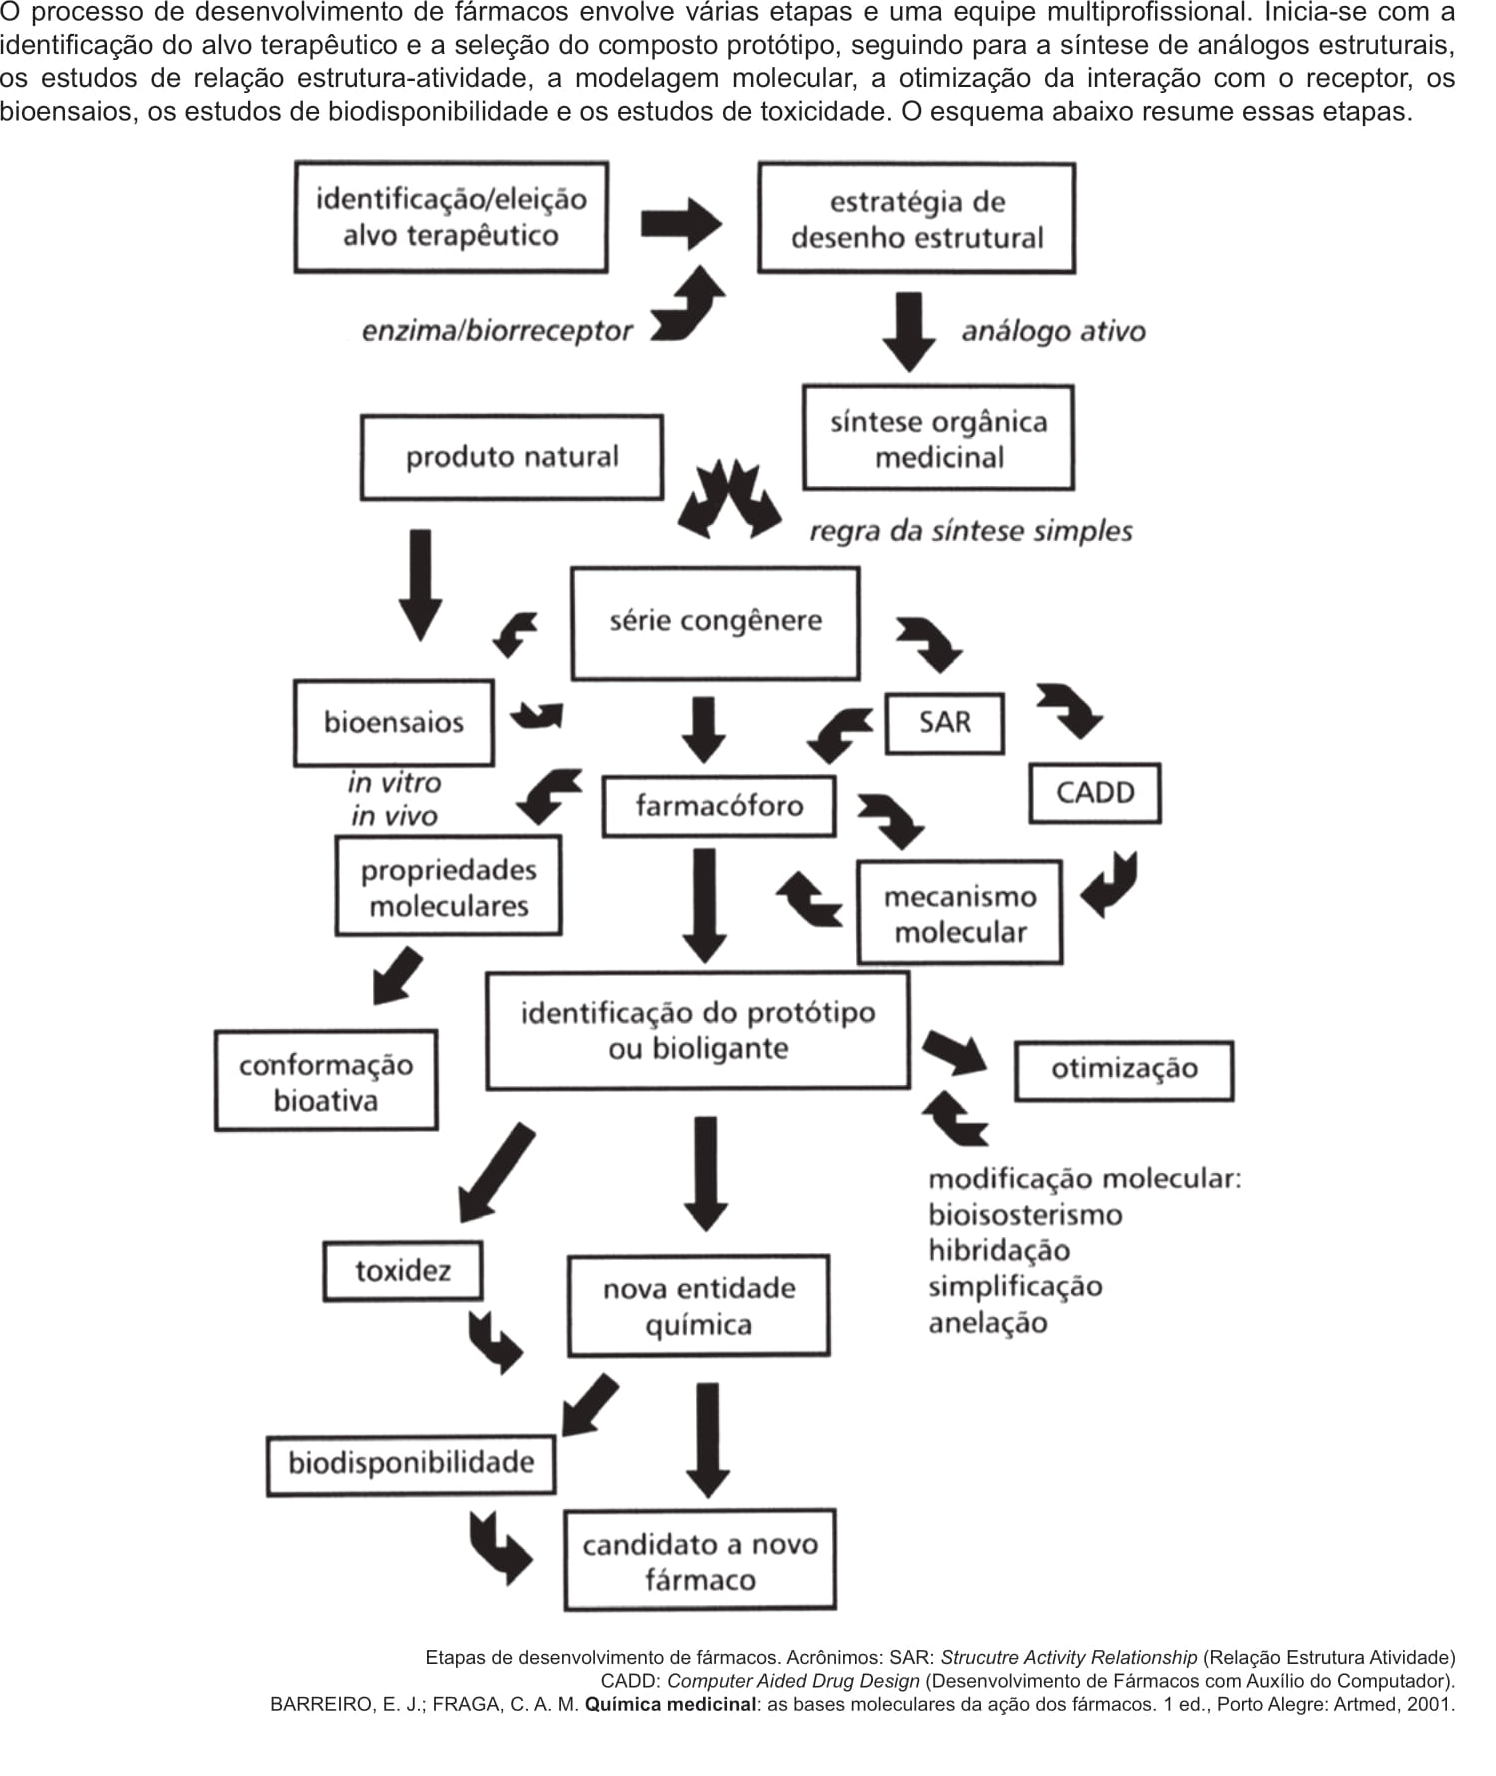 O processo de desenvolvimento de fármacos envolve várias etapas e uma equipe multiprofissional. Inicia-se com a
identificação do alvo terapêutico e a seleção do composto protótipo, seguindo para a síntese de análogos estruturais,
os estudos de relação estrutura-atividade, a modelagem molecular, a otimização da interação com o receptor, os
bioensaios, os estudos de biodisponibilidade e os estudos de toxicidade. O esquema abaixo resume essas etapas.
identificação/eleição
alvo terapêutico
estratégia de
desenho estrutural
enzima/biorreceptor
análogo ativo
produto natural
síntese orgânica
medicinal
regra da síntese simples
série congênere
bioensaios
in vitro
in vivo
SAR
CADD
farmacóforo
propriedades
moleculares
mecanismo
molecular
conformação
bioativa
identificação do protótipo
ou bioligante
otimização
modificação molecular:
bioisosterismo
hibridação
simplificação
anelação
toxidez
nova entidade
química
biodisponibilidade
candidato a novo
fármaco
Etapas de desenvolvimento de fármacos. Acrônimos: SAR: Strucutre Activity Relationship (Relação Estrutura Atividade)
CADD: Computer Aided Drug Design (Desenvolvimento de Fármacos com Auxílio do Computador).
BARREIRO, E. J.; FRAGA, C. A. M. Química medicinal: as bases moleculares da ação dos fármacos. 1 ed., Porto Alegre: Artmed, 2001.